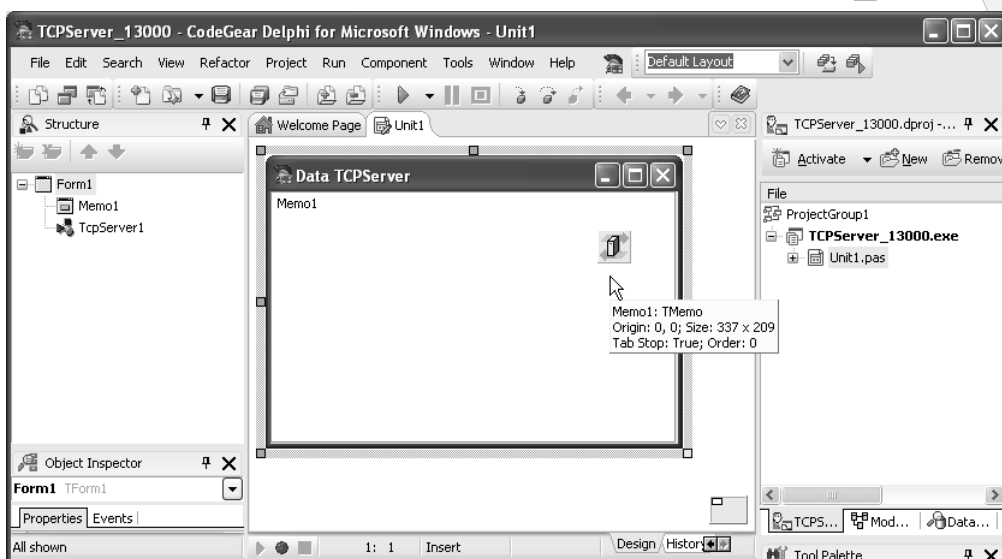 TCPServer_13000 - CodeGear Delphi for Microsoft Windows - Unit1
File Edit Search View Refactor Project Run Component Tools Window Help Default Layout
Structure
Form1
Memo1
TcpServer1
Welcome Page Unit1
Data TCPServer
Memo1
Memo1: TMemo
Origin: 0, 0; Size: 337 x 209
Tab Stop: True; Order: 0
TCPServer_13000.dproj -...
Activate New Remov
File
ProjectGroup1
TCPServer_13000.exe
Unit1.pas
Object Inspector
Form1 TForm1
Properties Events
All shown
1: 1 Insert
Design History
TCPS... Mod... Data...
Tool Palette